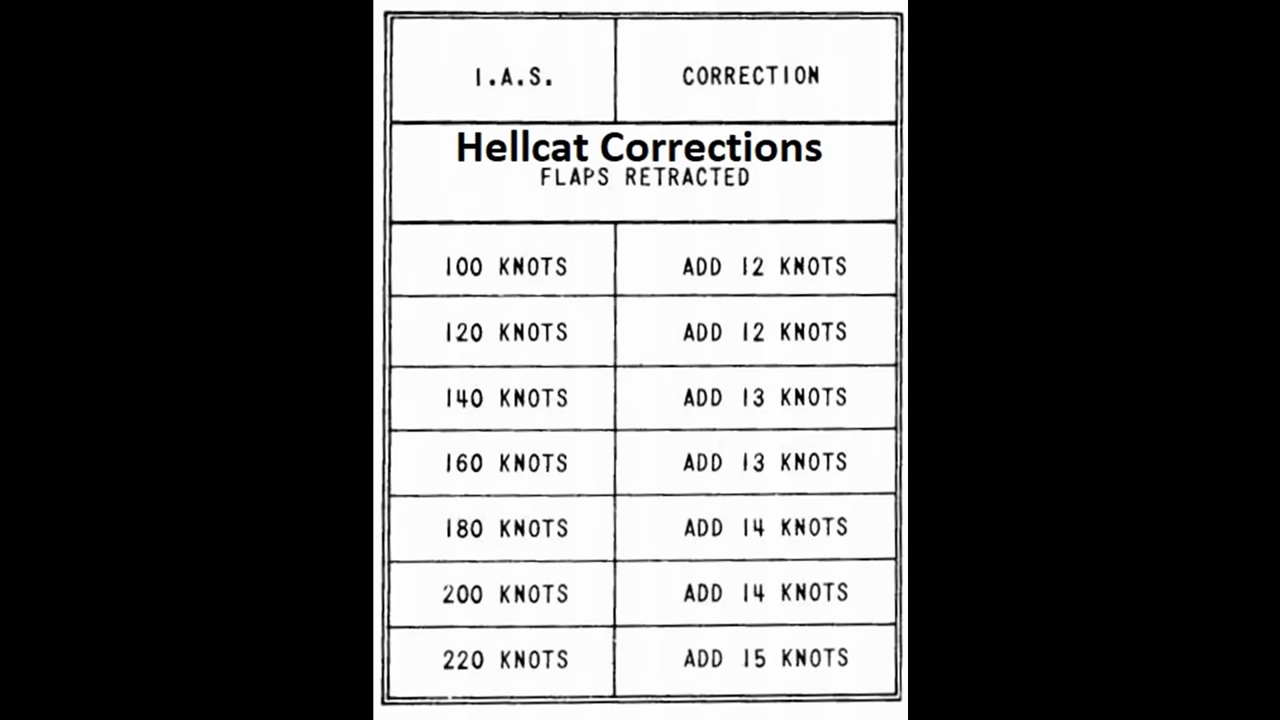 I.A.S. CORRECTION
Hellcat Corrections
FLAPS RETRACTED
100 KNOTS ADD 12 KNOTS
120 KNOTS ADD 12 KNOTS
140 KNOTS ADD 13 KNOTS
160 KNOTS ADD 13 KNOTS
180 KNOTS ADD 14 KNOTS
200 KNOTS ADD 14 KNOTS
220 KNOTS ADD 15 KNOTS